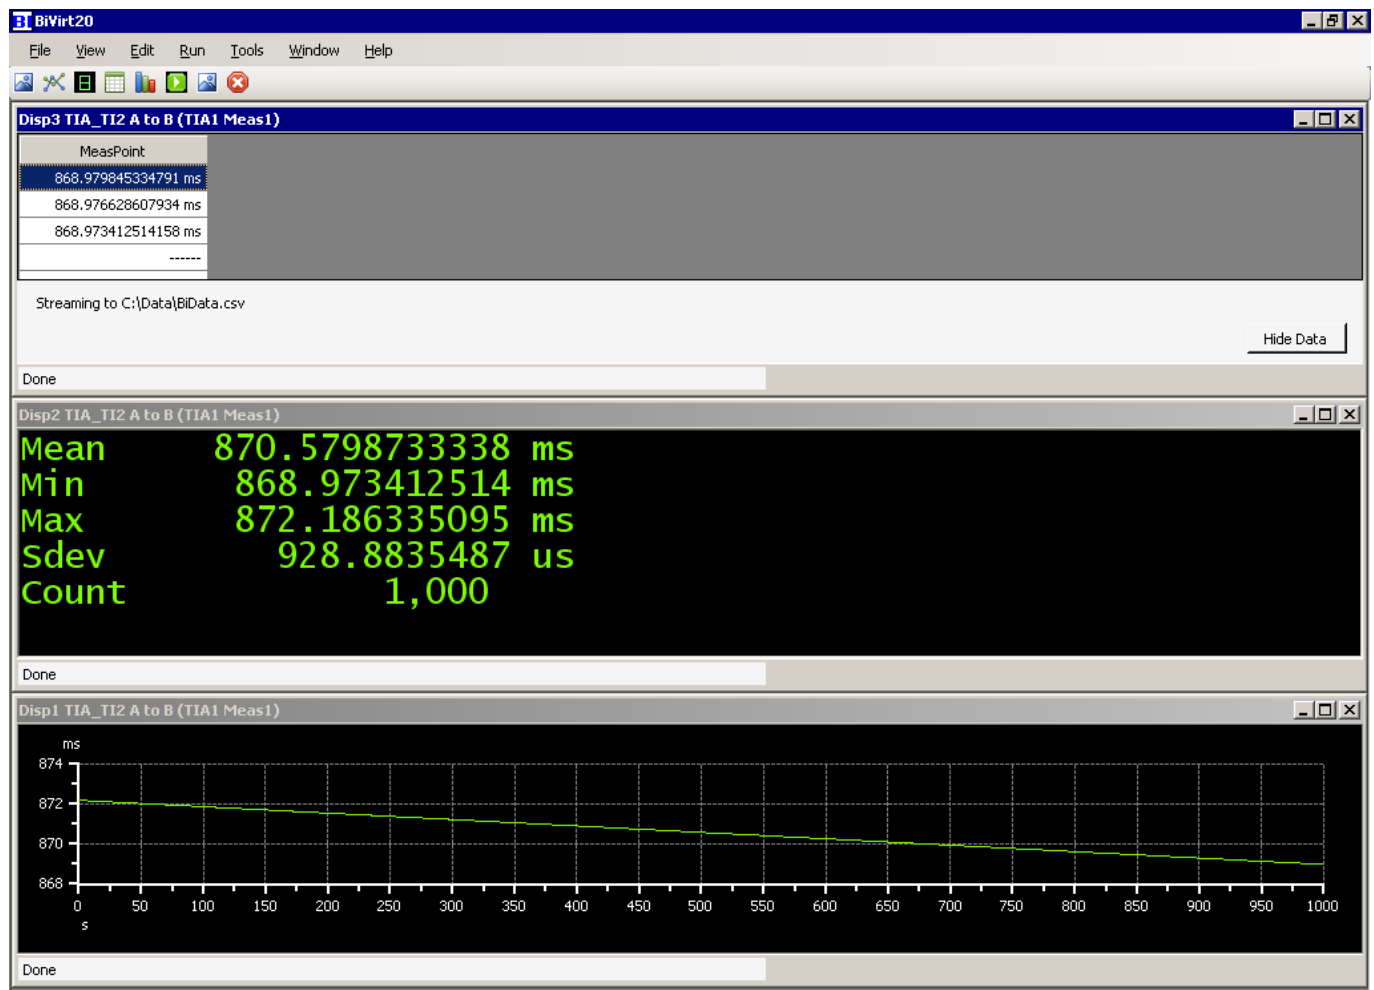 BiVirt20
File View Edit Run Tools Window Help
Disp3 TIA_TI2 A to B (TIA1 Meas1)
MeasPoint
868.979845334791 ms
868.976628607934 ms
868.973412514158 ms
------
Streaming to C:\Data\BiData.csv
Hide Data
Done
Disp2 TIA_TI2 A to B (TIA1 Meas1)
Mean 870.5798733338 ms
Min 868.973412514 ms
Max 872.186335095 ms
Sdev 928.8835487 us
Count 1,000
Done
Disp1 TIA_TI2 A to B (TIA1 Meas1)
ms
874
872
870
868
0 50 100 150 200 250 300 350 400 450 500 550 600 650 700 750 800 850 900 950 1000
s
Done